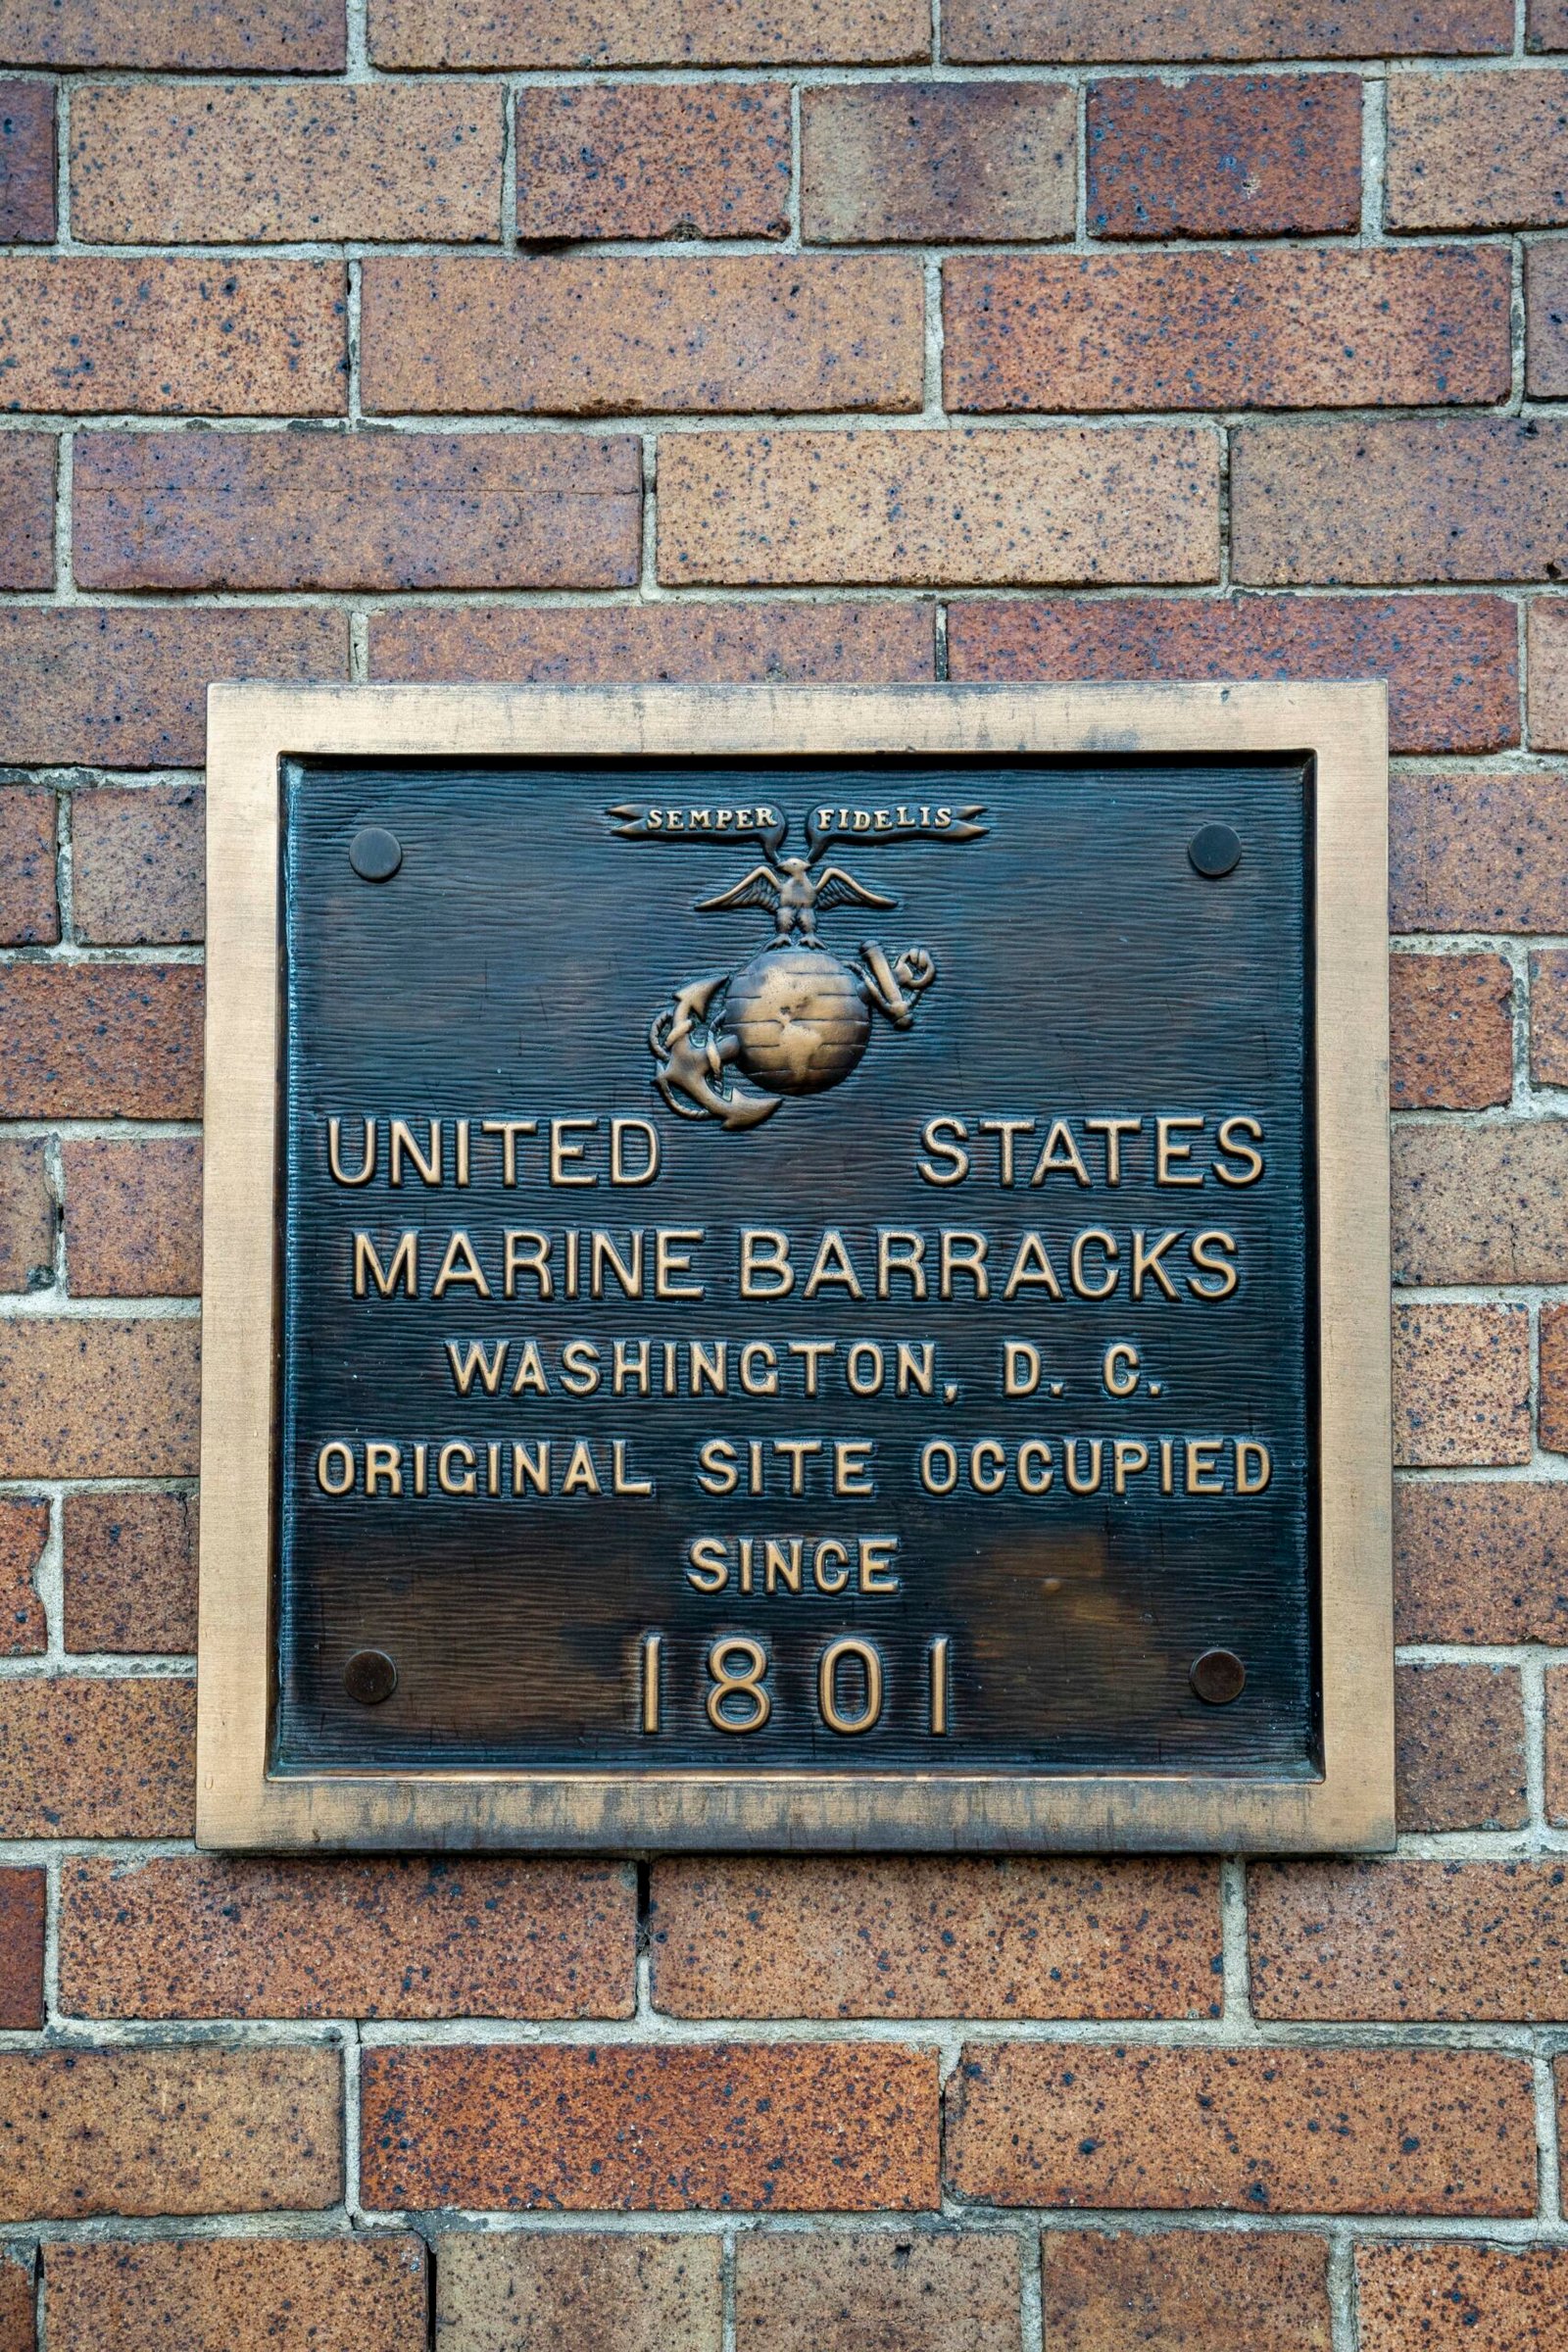 SEMPER FIDELIS
UNITED STATES
MARINE BARRACKS
WASHINGTON, D. C.
ORIGINAL SITE OCCUPIED
SINCE
1801